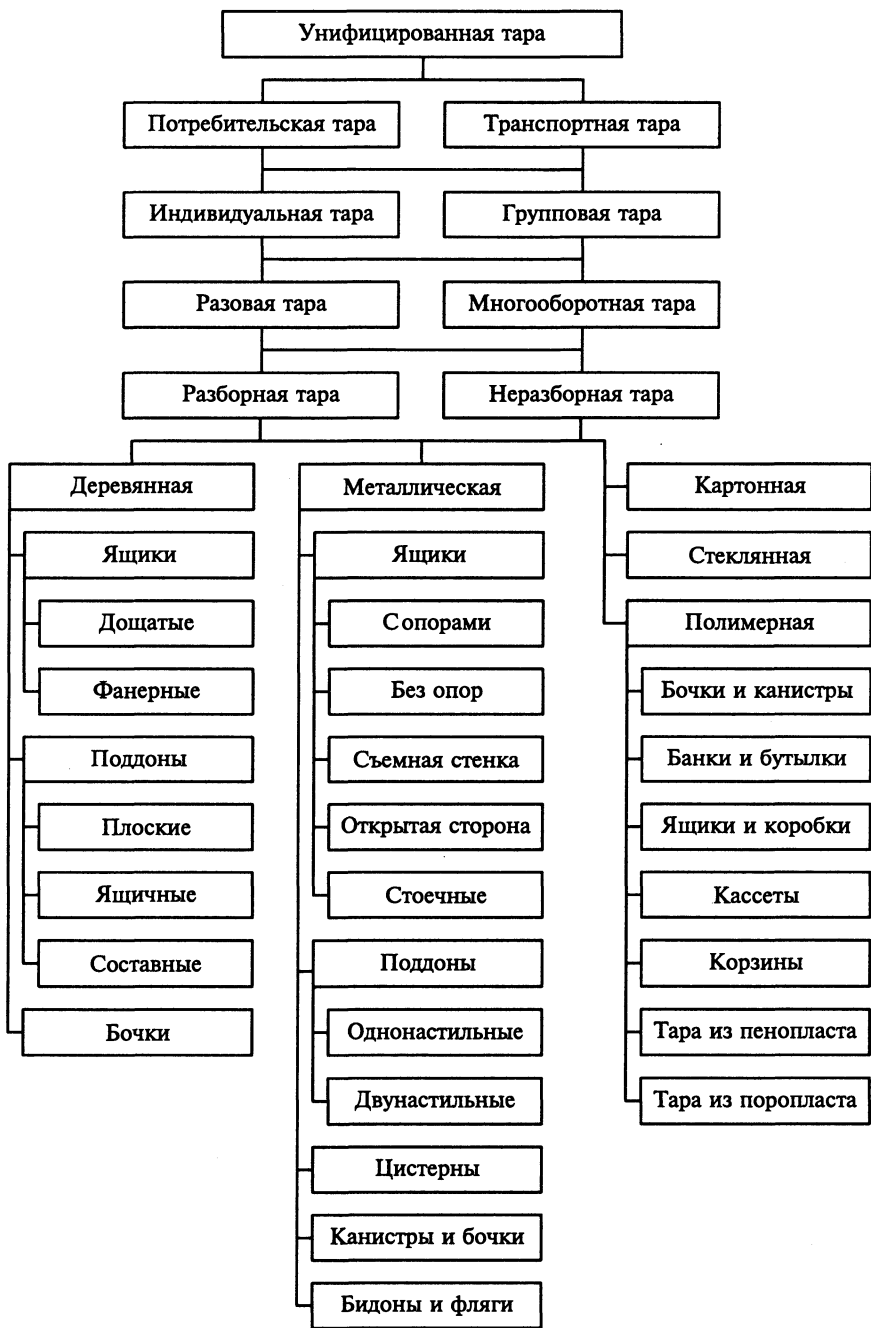 Унифицированная тара
Потребительская тара
Транспортная тара
Индивидуальная тара
Групповая тара
Разовая тара
Многооборотная тара
Разборная тара
Неразборная тара
Деревянная
Ящики
Дощатые
Фанерные
Поддоны
Плоские
Ящичные
Составные
Бочки
Металлическая
Ящики
С опорами
Без опор
Съемная стенка
Открытая сторона
Стоечные
Поддоны
Однонастильные
Двунастильные
Цистерны
Канистры и бочки
Бидоны и фляги
Картонная
Стеклянная
Полимерная
Бочки и канистры
Банки и бутылки
Ящики и коробки
Кассеты
Корзины
Тара из пенопласта
Тара из поропласта